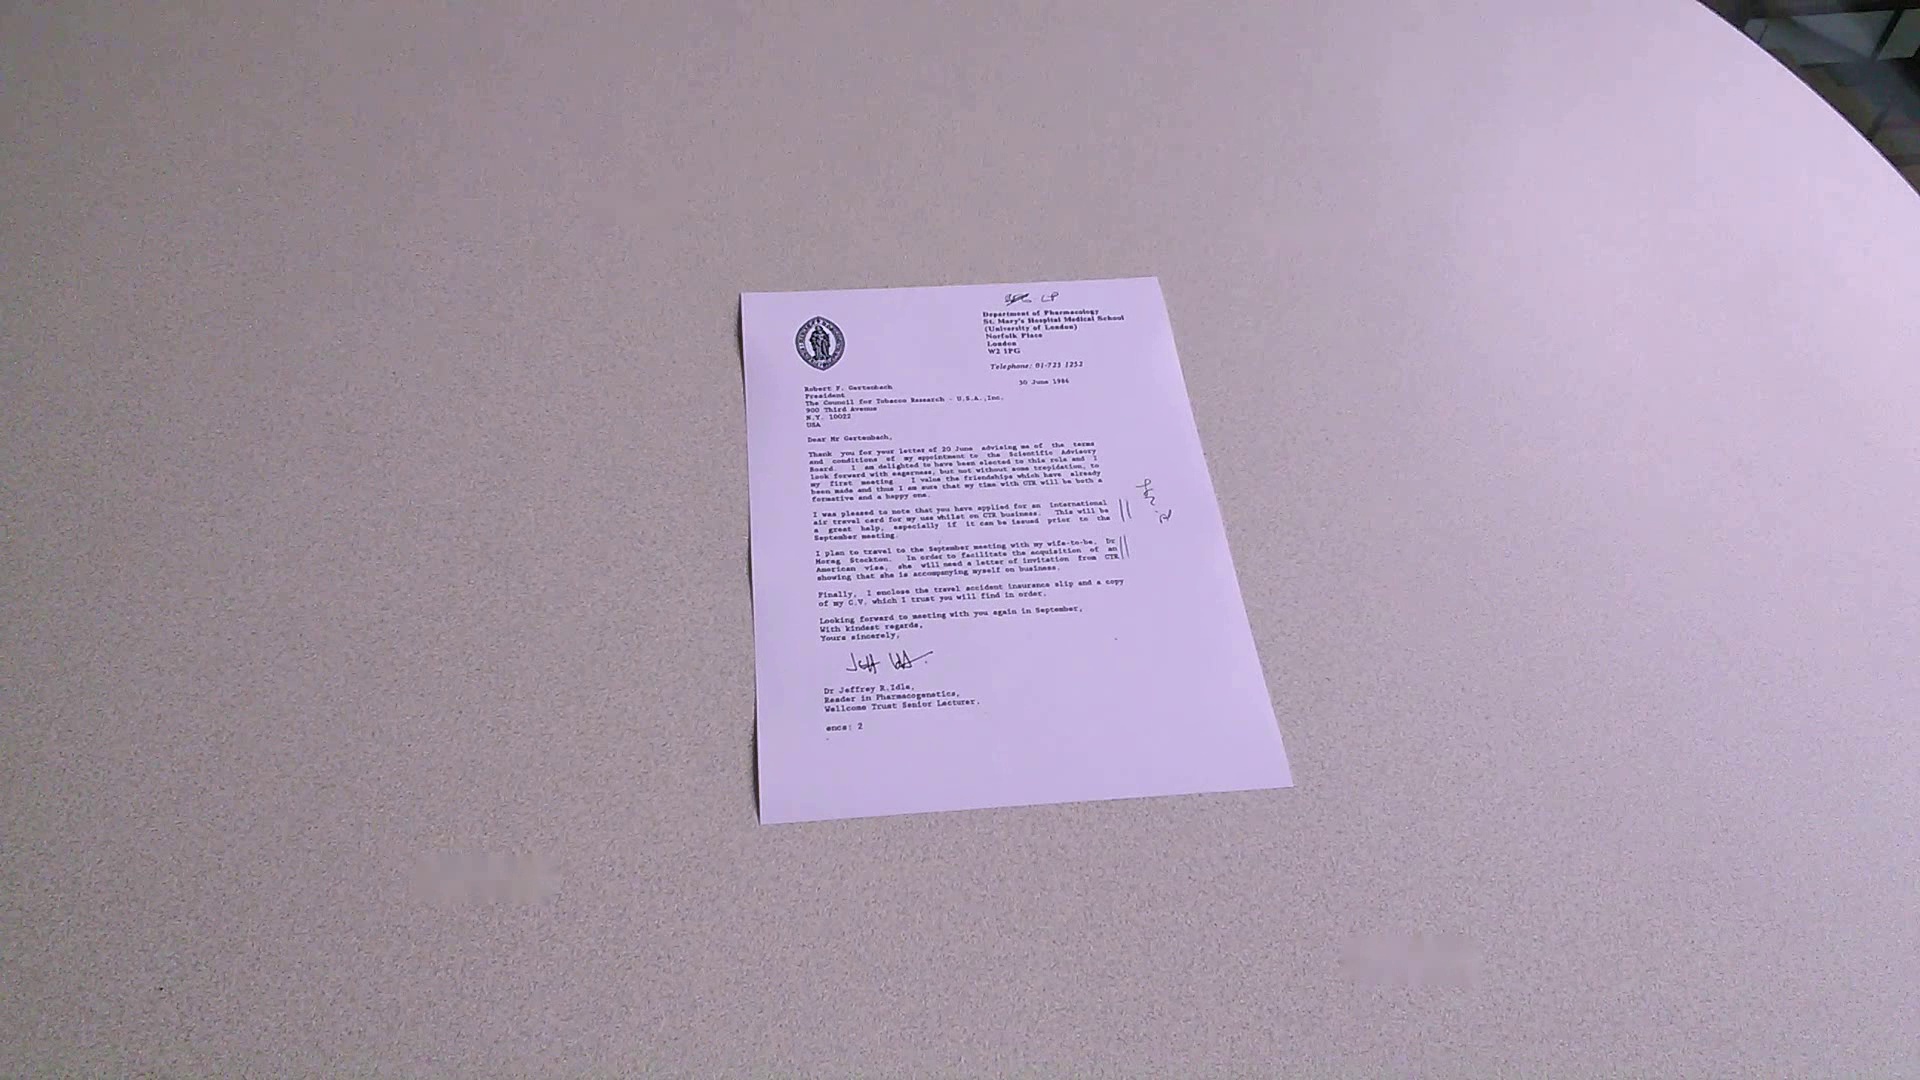 Department of Pharmacology
St. Mary's Hospital Medical School
(University of London)
Norfolk Place
London
W2 1PG
Telephone: 01-723 1252
30 June 1986
Robert F. Gertenbach
President
The Council for Tobacco Research - U.S.A.,Inc.
900 Third Avenue
N.Y. 10022
USA
Dear Mr Gertenbach,
Thank you for your letter of 20 June advising me of the terms
and conditions of my appointment to the Scientific Advisory
Board. I am delighted to have been elected to this role and I
look forward with eagerness, but not without some trepidation, to
my first meeting. I value the friendships which have already
been made and thus I am sure that my time with CTR will be both a
formative and a happy one.
I was pleased to note that you have applied for an international
air travel card for my use whilst on CTR business. This will be
a great help, especially if it can be issued prior to the
September meeting.
I plan to travel to the September meeting with my wife-to-be, Dr
Morag Stockton. In order to facilitate the acquisition of an
American visa, she will need a letter of invitation from CTR
showing that she is accompanying myself on business.
Finally, I enclose the travel accident insurance slip and a copy
of my C.V. which I trust you will find in order.
Looking forward to meeting with you again in September,
With kindest regards,
Yours sincerely,
Dr Jeffrey R.Idle,
Reader in Pharmacogenetics,
Wellcome Trust Senior Lecturer.
encs: 2